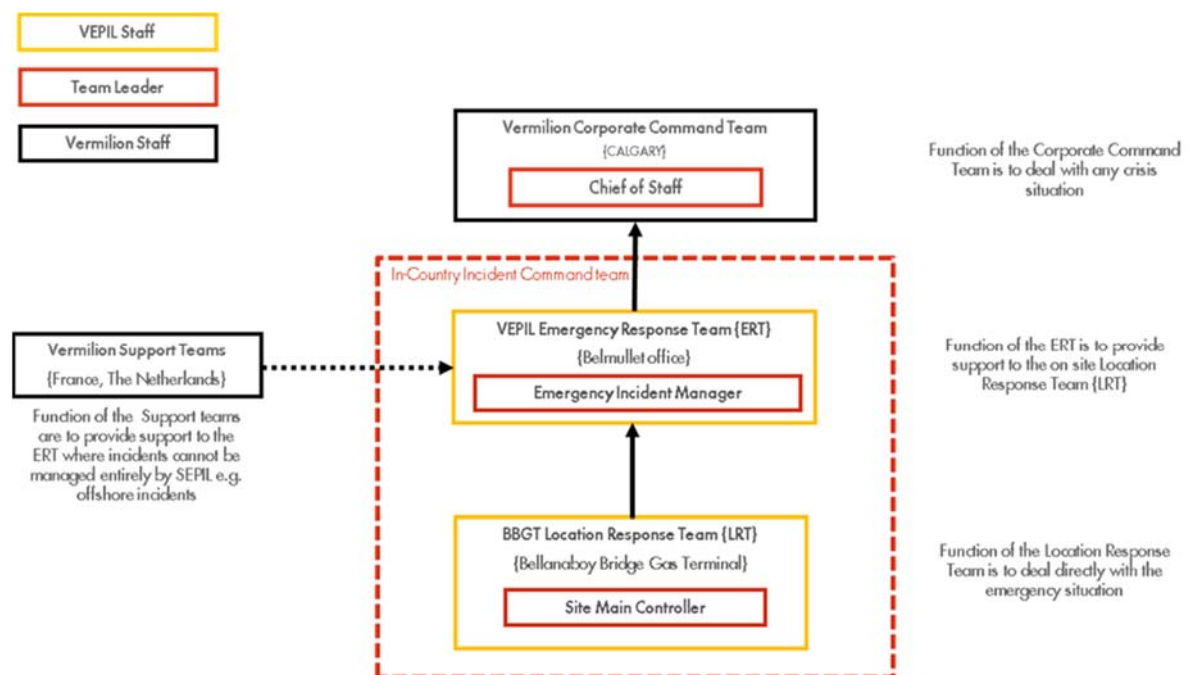 VEPIL Staff
Team Leader
Vermilion Staff
Vermilion Corporate Command Team
{CALGARY}
Chief of Staff
Function of the Corporate Command
Team is to deal with any crisis
situation
In-Country Incident Command team
VEPIL Emergency Response Team {ERT}
{Belmullet office}
Emergency Incident Manager
Function of the ERT is to provide
support to the on site Location
Response Team {LRT}
Vermilion Support Teams
{France, The Netherlands}
Function of the Support teams
are to provide support to the
ERT where incidents cannot be
managed entirely by SEPIL e.g.
offshore incidents
BBGT Location Response Team {LRT}
{Bellanaboy Bridge Gas Terminal}
Site Main Controller
Function of the Location Response
Team is to deal directly with the
emergency situation